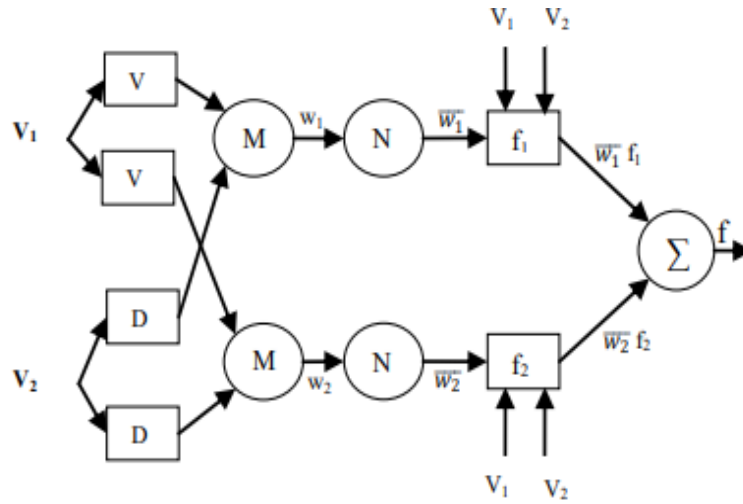 V₁ V₂
V
w₁ w̅₁
V₁ M N f₁
w̅₁ f₁
V
f
∑
D
w̅₂ f₂
M N f₂
V₂ w₂ w̅₂
D
V₁ V₂